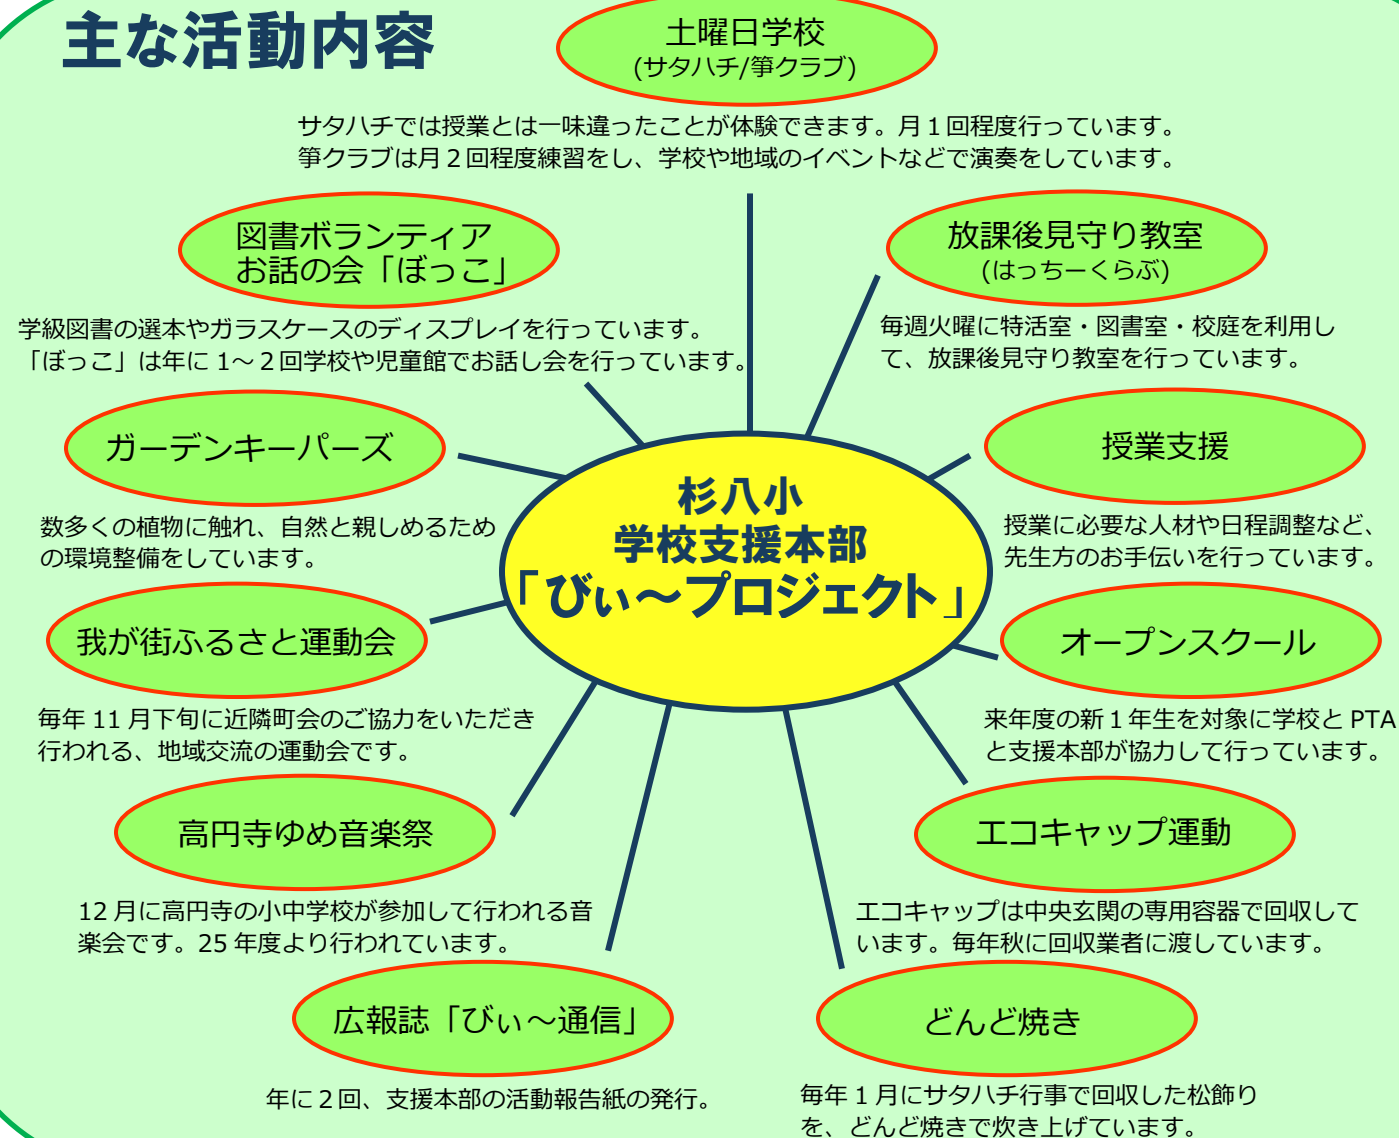 主な活動内容
土曜日学校
(サタハチ/箏クラブ)
サタハチでは授業とは一味違ったことが体験できます。月１回程度行っています。
箏クラブは月２回程度練習をし、学校や地域のイベントなどで演奏をしています。
図書ボランティア
お話の会「ぼっこ」
学級図書の選本やガラスケースのディスプレイを行っています。
「ぼっこ」は年に 1～２回学校や児童館でお話し会を行っています。
放課後見守り教室
(はっちーくらぶ)
毎週火曜に特活室・図書室・校庭を利用し
て、放課後見守り教室を行っています。
ガーデンキーパーズ
数多くの植物に触れ、自然と親しめるため
の環境整備をしています。
授業支援
授業に必要な人材や日程調整など、
先生方のお手伝いを行っています。
杉八小
学校支援本部
「びぃ～プロジェクト」
我が街ふるさと運動会
毎年 11 月下旬に近隣町会のご協力をいただき
行われる、地域交流の運動会です。
オープンスクール
来年度の新１年生を対象に学校と PTA
と支援本部が協力して行っています。
高円寺ゆめ音楽祭
12 月に高円寺の小中学校が参加して行われる音
楽会です。25 年度より行われています。
エコキャップ運動
エコキャップは中央玄関の専用容器で回収して
います。毎年秋に回収業者に渡しています。
広報誌「びぃ～通信」
年に２回、支援本部の活動報告紙の発行。
どんど焼き
毎年１月にサタハチ行事で回収した松飾り
を、どんど焼きで炊き上げています。